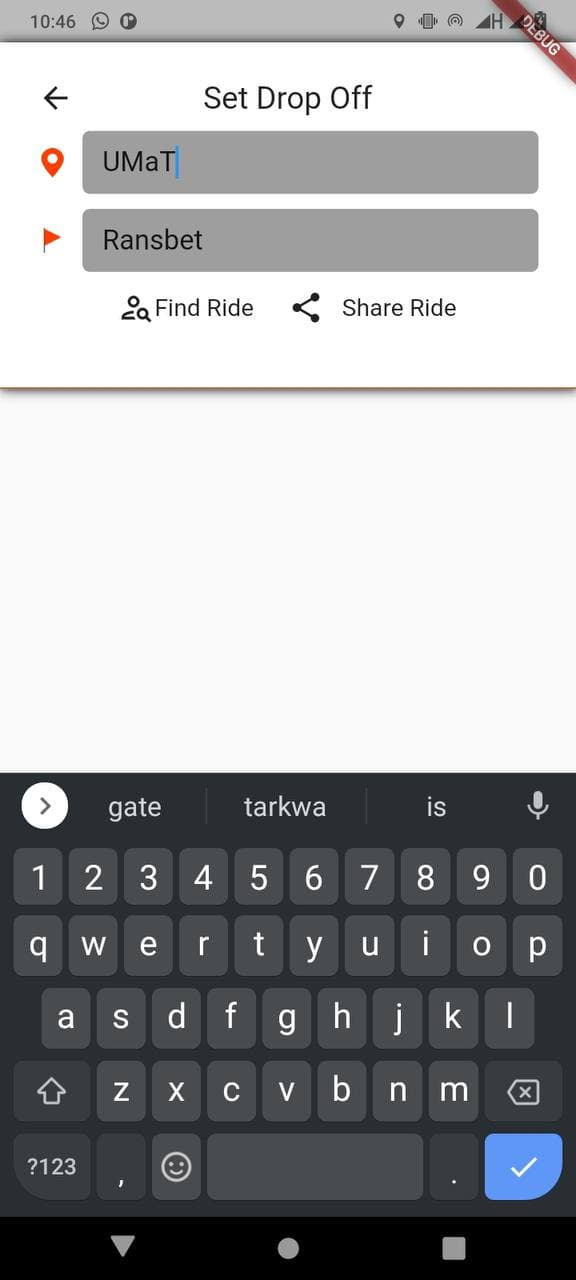 10:46
H
DEBUG
Set Drop Off
UMaT
Ransbet
Find Ride Share Ride
gate tarkwa is
1 2 3 4 5 6 7 8 9 0
q w e r t y u i o p
a s d f g h j k l
z x c v b n m
?123 , .